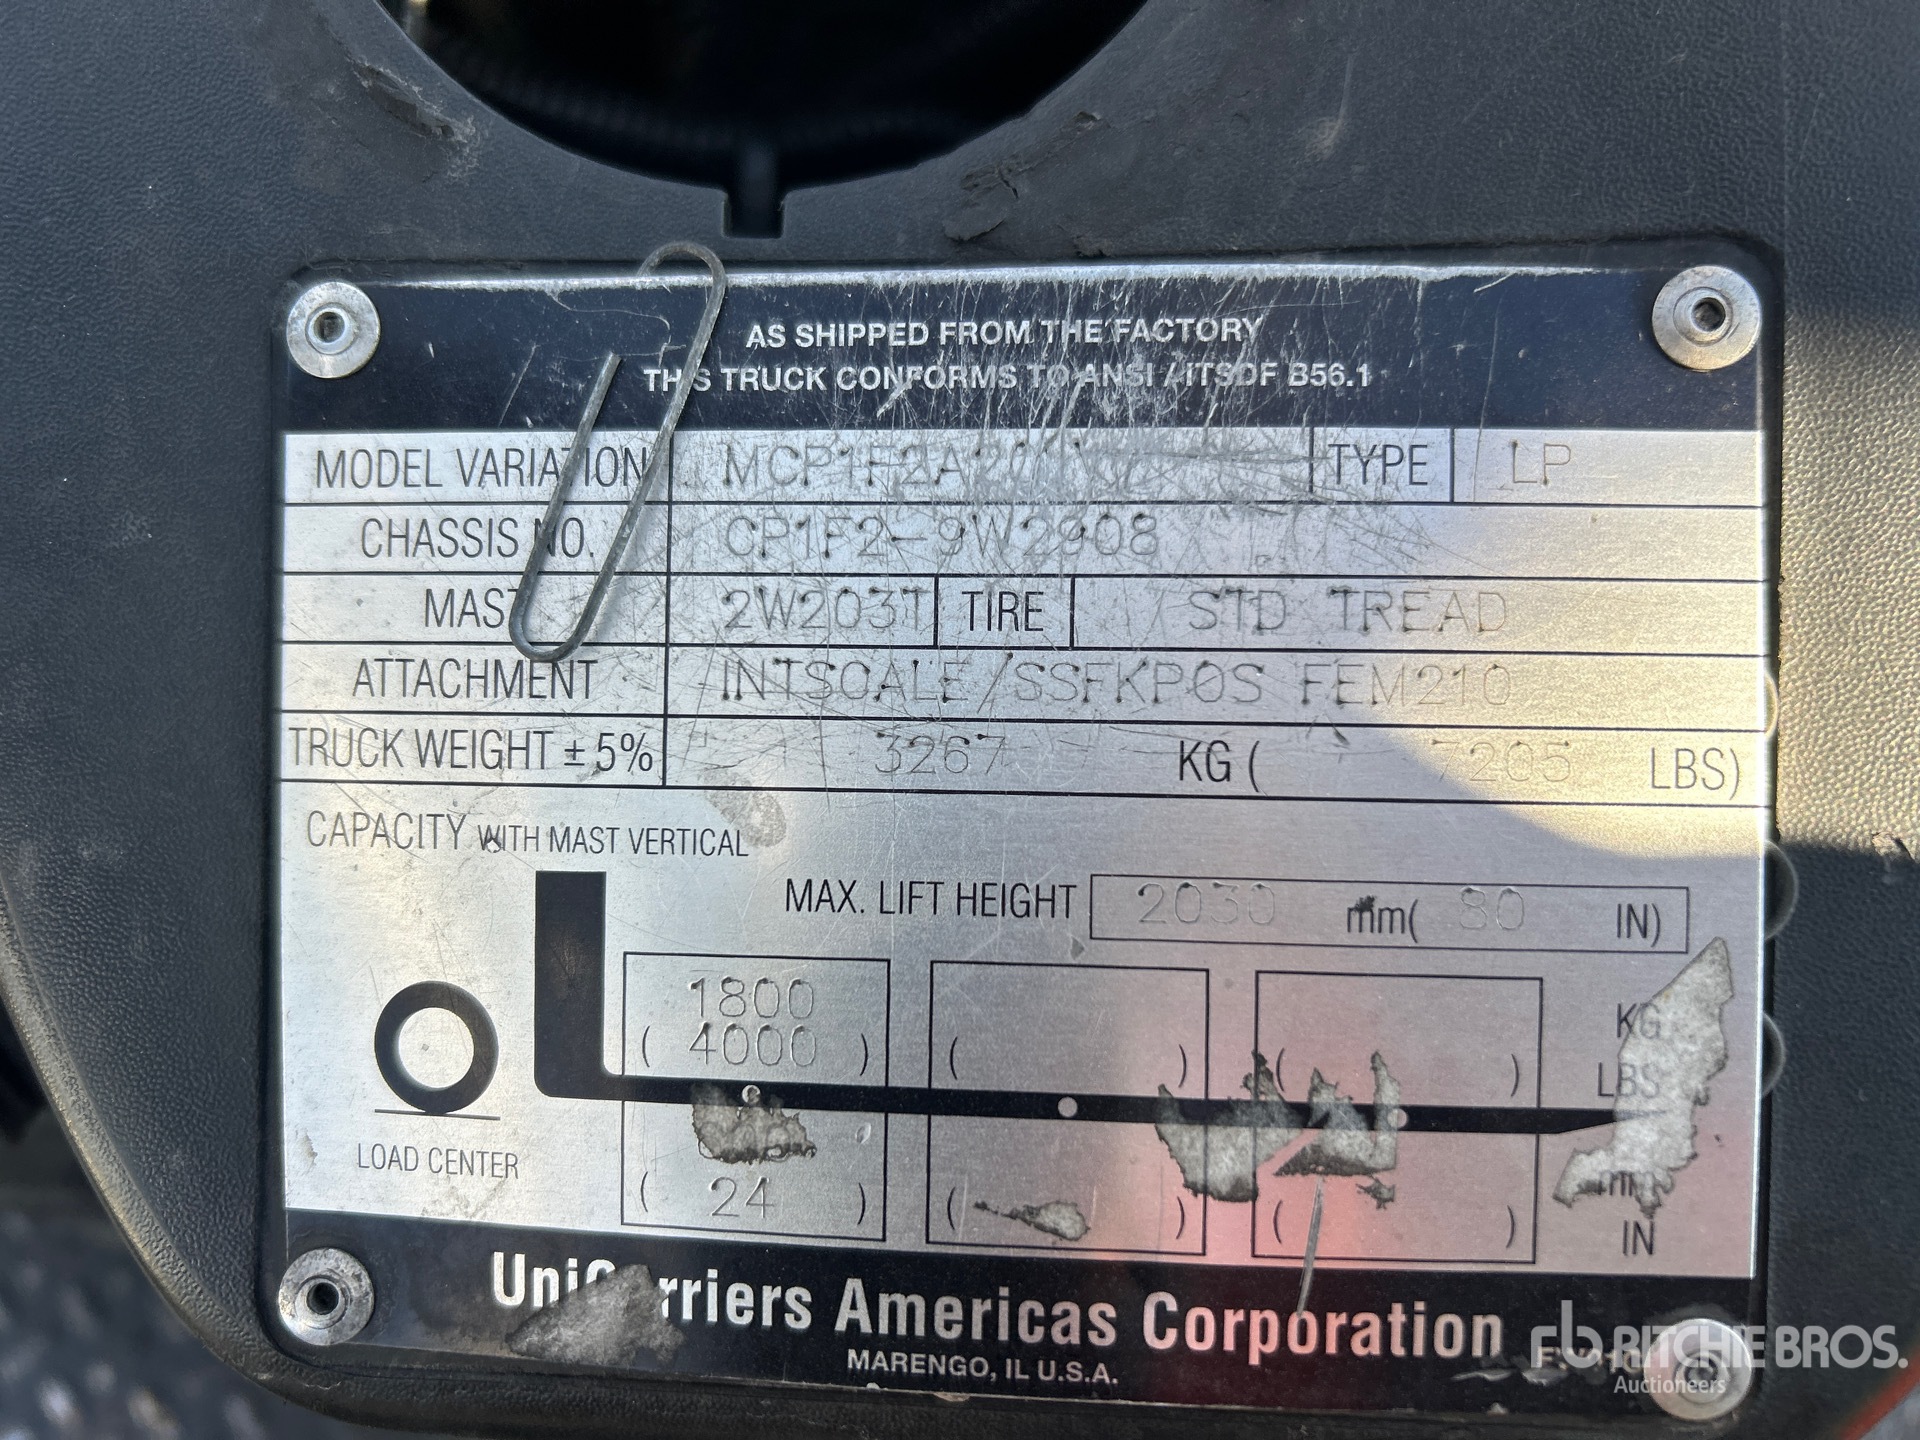 AS SHIPPED FROM THE FACTORY
THIS TRUCK CONFORMS TO ANSI / ITSDF B56.1
MODEL VARIATION TYPE LP
CHASSIS NO. CP1F2-9W2908
MAST 2W203T TIRE STD TREAD
ATTACHMENT INTSCALE/SSFKPOS FEM210
TRUCK WEIGHT ± 5% 3267 KG ( 7205 LBS)
CAPACITY WITH MAST VERTICAL
MAX. LIFT HEIGHT 2030 mm( 80 IN)
1800 KG
( 4000 ) ( ) ( ) LBS
LOAD CENTER
mm
( 24 ) ( ) ( ) IN
UniCarriers Americas Corporation
MARENGO, IL U.S.A.
rb RITCHIE BROS.
Auctioneers